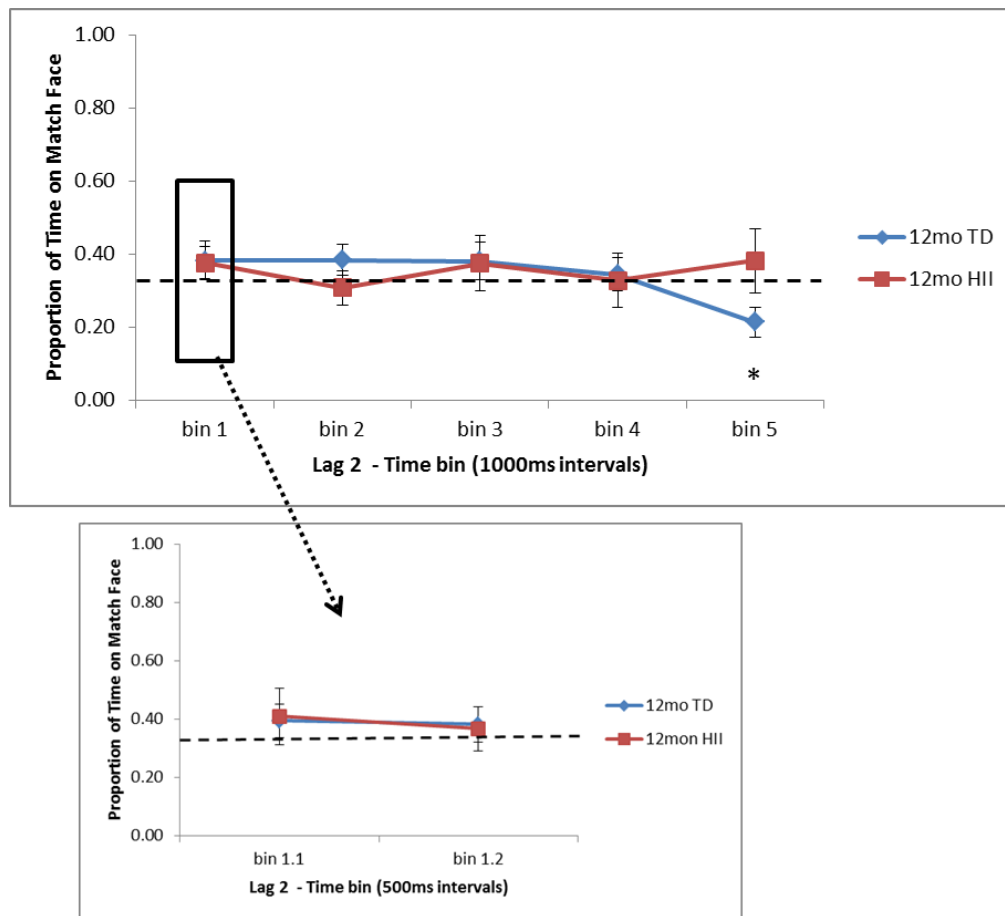 1.00
0.80
0.60
0.40
0.20
0.00
Proportion of Time on Match Face
bin 1
bin 2
bin 3
bin 4
bin 5
Lag 2 - Time bin (1000ms intervals)
*
12mo TD
12mo HII
1.00
0.80
0.60
0.40
0.20
0.00
Proportion of Time on Match Face
bin 1.1
bin 1.2
Lag 2 - Time bin (500ms intervals)
12mo TD
12mon HII